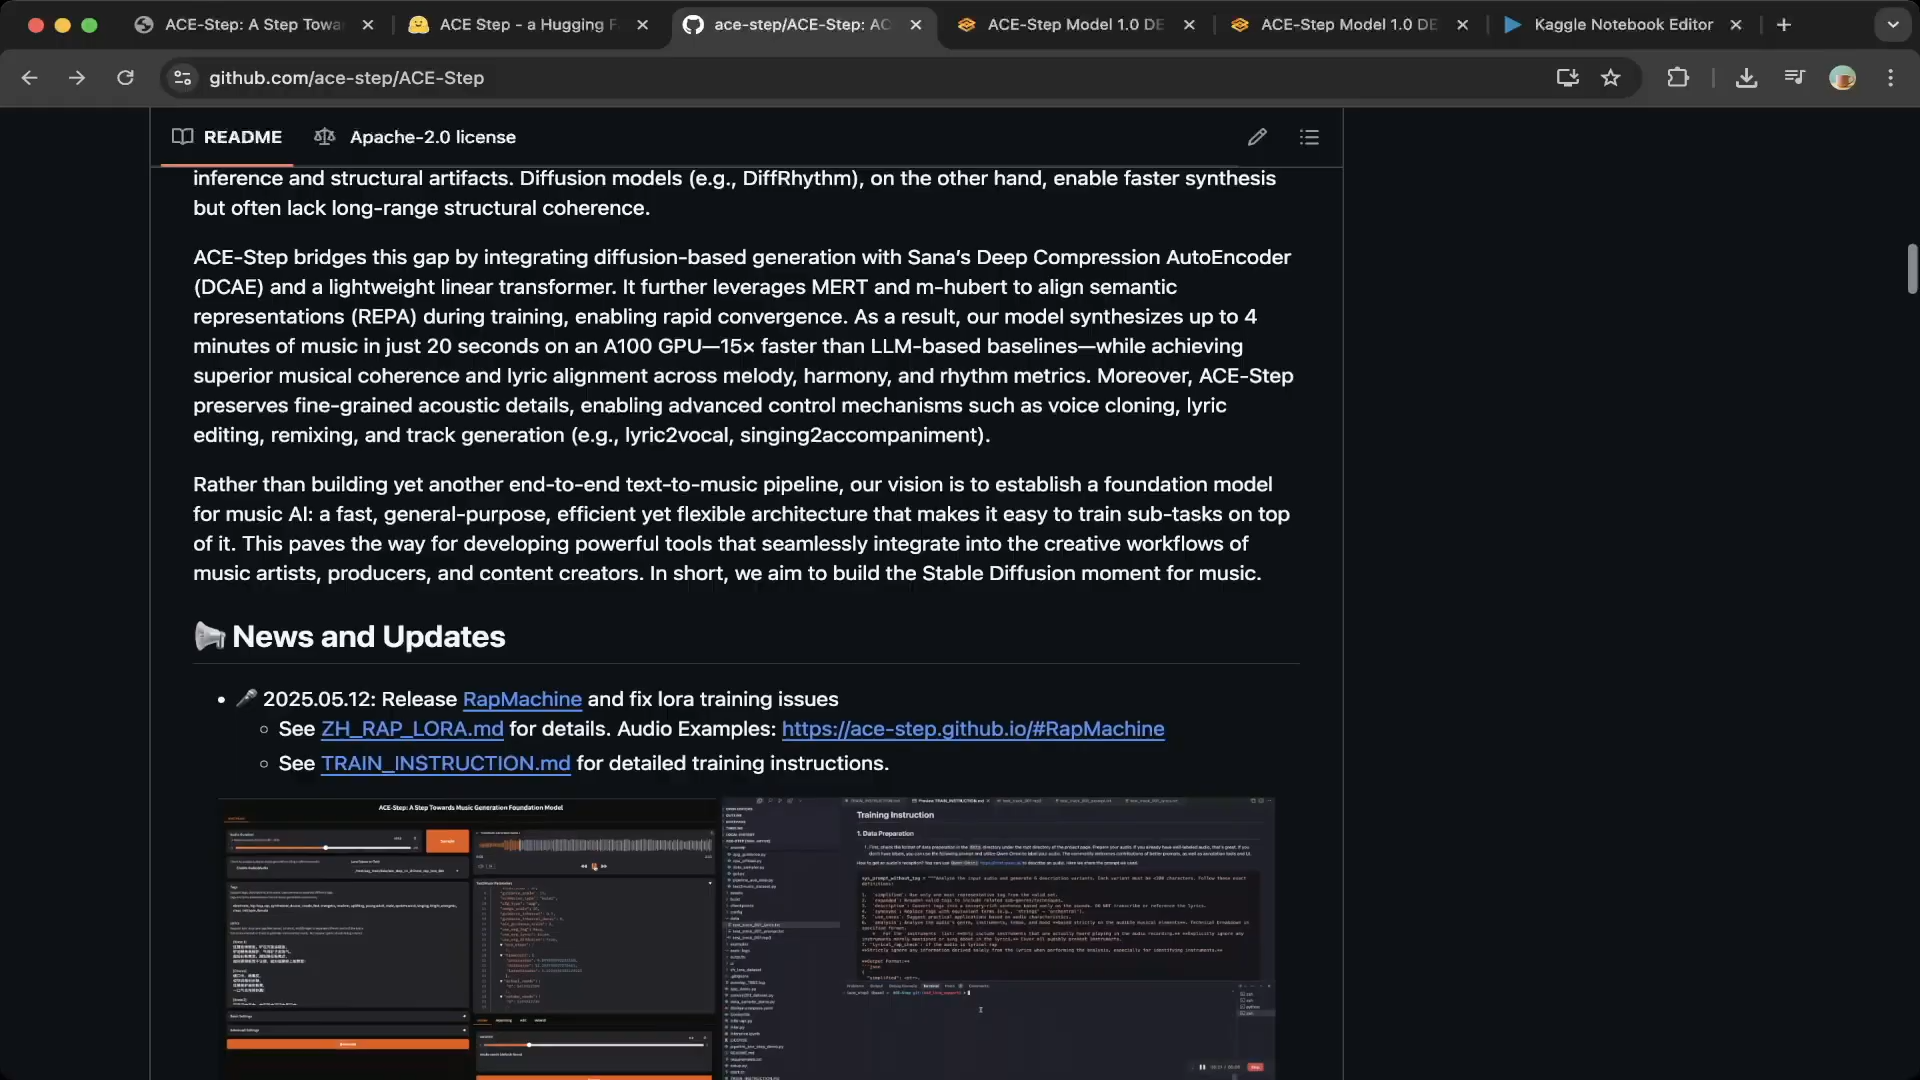 ACE-Step: A Step Towa
ACE Step - a Hugging F
ace-step/ACE-Step: AC
ACE-Step Model 1.0 DE
ACE-Step Model 1.0 DE
Kaggle Notebook Editor
github.com/ace-step/ACE-Step
README
Apache-2.0 license
inference and structural artifacts. Diffusion models (e.g., DiffRhythm), on the other hand, enable faster synthesis
but often lack long-range structural coherence.
ACE-Step bridges this gap by integrating diffusion-based generation with Sana's Deep Compression AutoEncoder
(DCAE) and a lightweight linear transformer. It further leverages MERT and m-hubert to align semantic
representations (REPA) during training, enabling rapid convergence. As a result, our model synthesizes up to 4
minutes of music in just 20 seconds on an A100 GPU—15× faster than LLM-based baselines—while achieving
superior musical coherence and lyric alignment across melody, harmony, and rhythm metrics. Moreover, ACE-Step
preserves fine-grained acoustic details, enabling advanced control mechanisms such as voice cloning, lyric
editing, remixing, and track generation (e.g., lyric2vocal, singing2accompaniment).
Rather than building yet another end-to-end text-to-music pipeline, our vision is to establish a foundation model
for music AI: a fast, general-purpose, efficient yet flexible architecture that makes it easy to train sub-tasks on top
of it. This paves the way for developing powerful tools that seamlessly integrate into the creative workflows of
music artists, producers, and content creators. In short, we aim to build the Stable Diffusion moment for music.
📢 News and Updates
• 🎤 2025.05.12: Release RapMachine and fix lora training issues
○ See ZH_RAP_LORA.md for details. Audio Examples: https://ace-step.github.io/#RapMachine
○ See TRAIN_INSTRUCTION.md for detailed training instructions.
ACE-Step: A Step Towards Music Generation Foundation Model
Training Instruction
1. Data Preparation